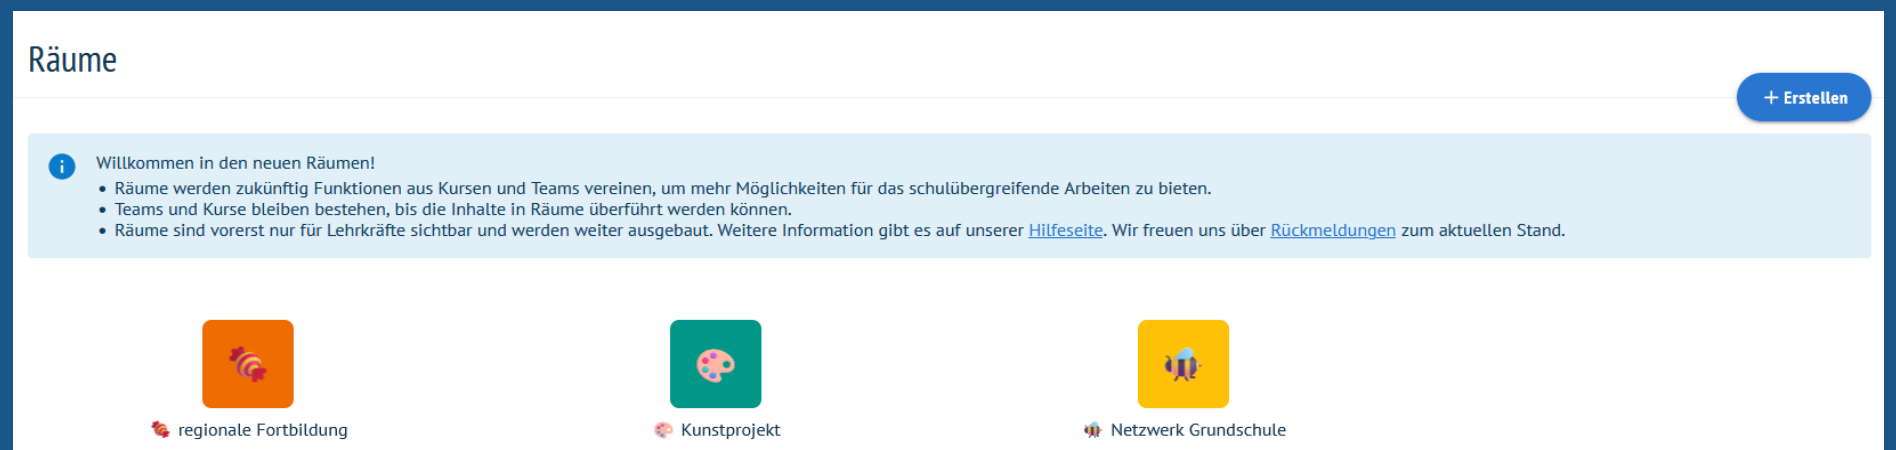 Räume
+ Erstellen
Willkommen in den neuen Räumen!
• Räume werden zukünftig Funktionen aus Kursen und Teams vereinen, um mehr Möglichkeiten für das schulübergreifende Arbeiten zu bieten.
• Teams und Kurse bleiben bestehen, bis die Inhalte in Räume überführt werden können.
• Räume sind vorerst nur für Lehrkräfte sichtbar und werden weiter ausgebaut. Weitere Information gibt es auf unserer Hilfeseite. Wir freuen uns über Rückmeldungen zum aktuellen Stand.
🍬 regionale Fortbildung
🎨 Kunstprojekt
🐝 Netzwerk Grundschule